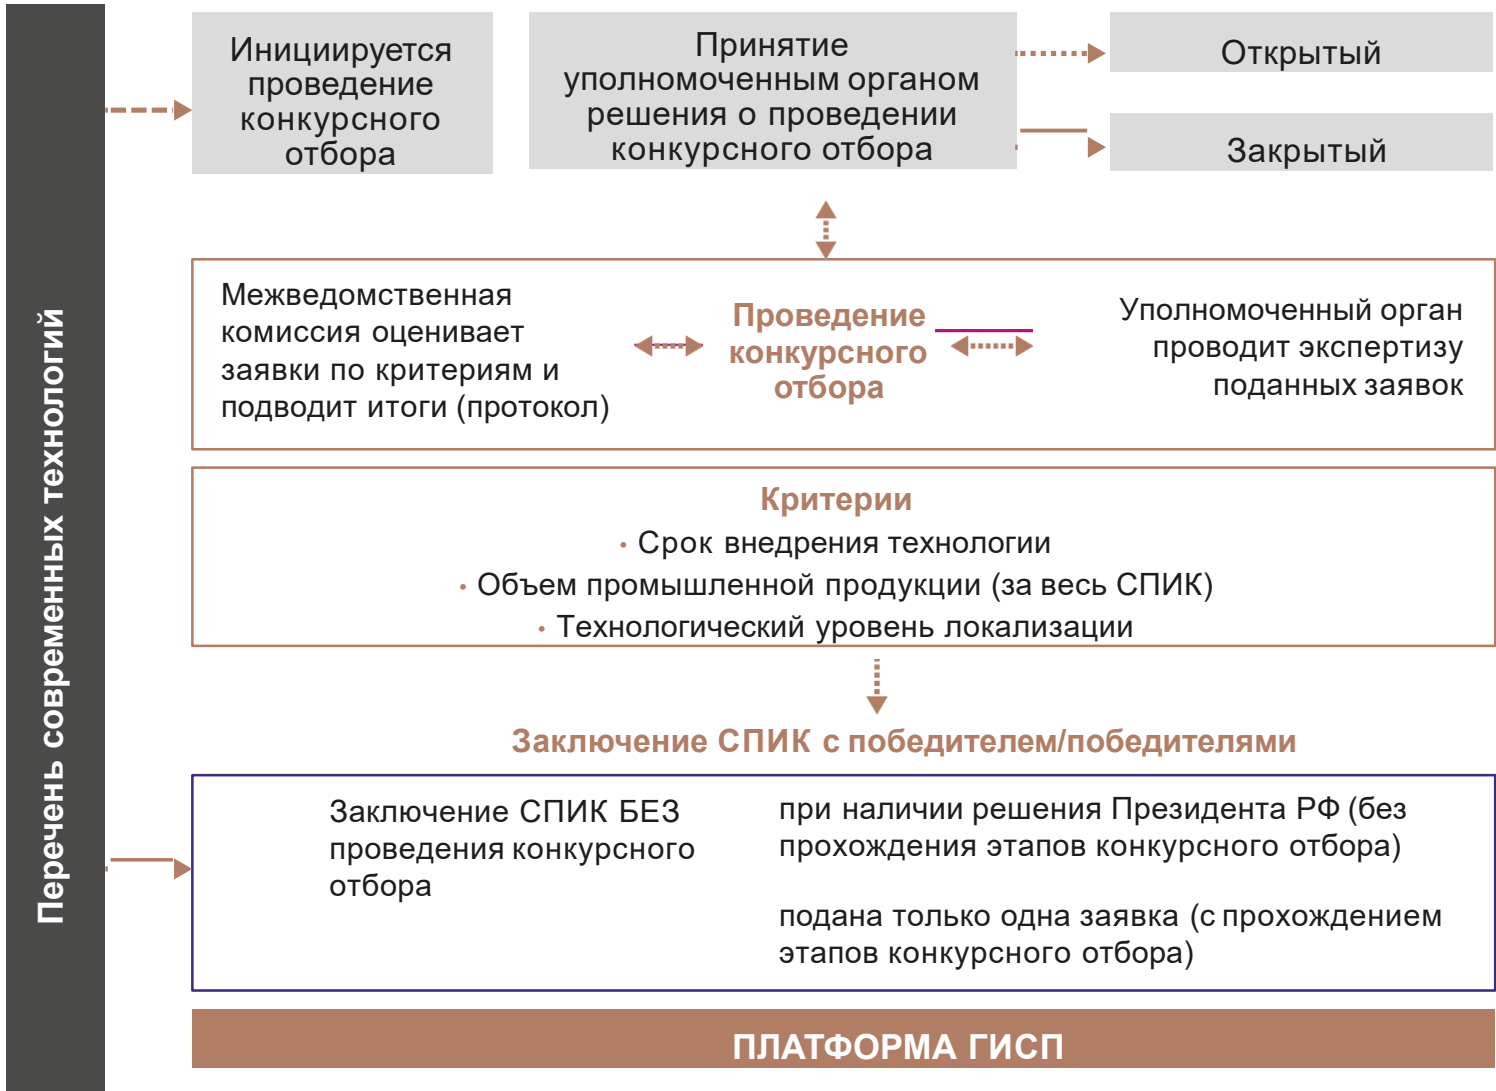 Перечень современных технологий
Инициируется
проведение
конкурсного
отбора
Принятие
уполномоченным органом
решения о проведении
конкурсного отбора
Открытый
Закрытый
Межведомственная
комиссия оценивает
заявки по критериям и
подводит итоги (протокол)
Проведение
конкурсного
отбора
Уполномоченный орган
проводит экспертизу
поданных заявок
Критерии
• Срок внедрения технологии
• Объем промышленной продукции (за весь СПИК)
• Технологический уровень локализации
Заключение СПИК с победителем/победителями
Заключение СПИК БЕЗ
проведения конкурсного
отбора
при наличии решения Президента РФ (без
прохождения этапов конкурсного отбора)
подана только одна заявка (с прохождением
этапов конкурсного отбора)
ПЛАТФОРМА ГИСП